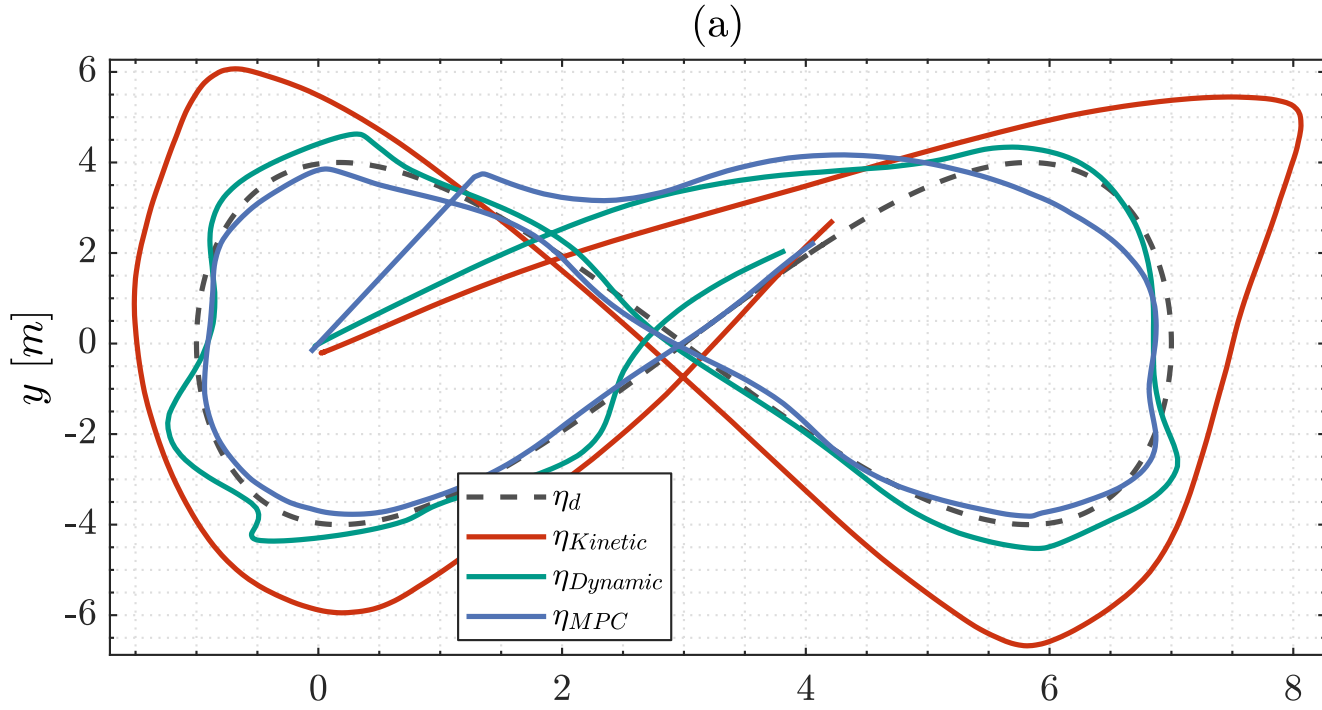 (a)
6
4
2
0
-2
-4
-6
y [m]
η_d
η_Kinetic
η_Dynamic
η_MPC
0 2 4 6 8